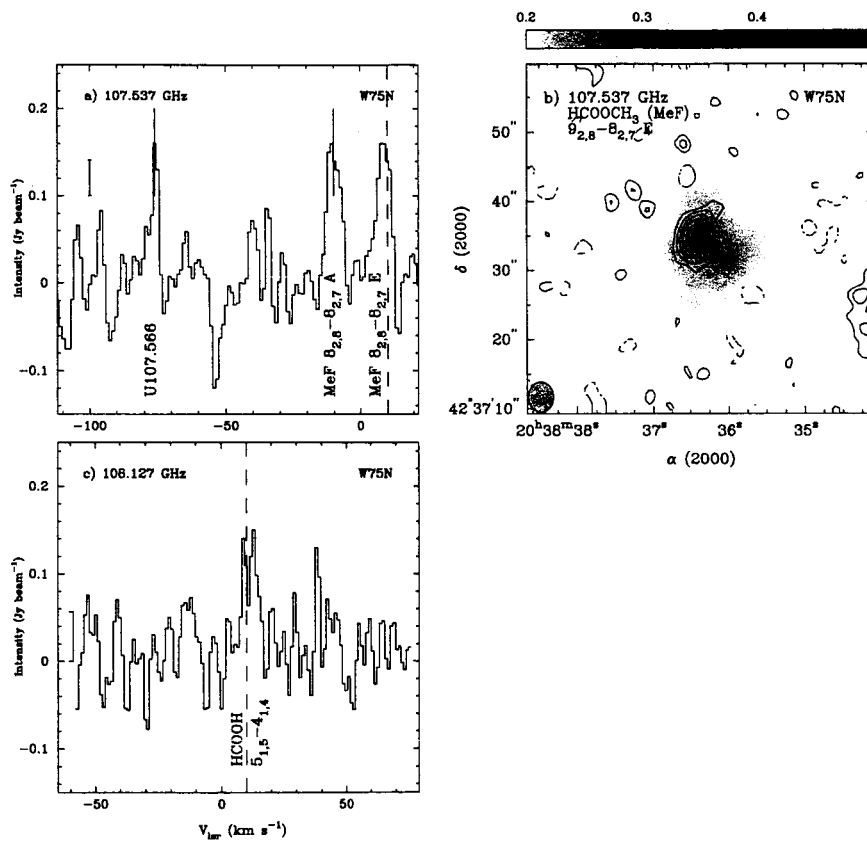 0.2 0.3 0.4
a) 107.537 GHz W75N
0.2
0.1
0
−0.1
Intensity (Jy beam⁻¹)
U107.566
MeF 8₂,₈−8₂,₇ A
MeF 8₂,₈−8₂,₇ E
−100 −50 0
b) 107.537 GHz W75N
HCOOCH₃ (MeF)
9₂,₈−8₂,₇ E
50"
40"
30"
20"
42°37'10"
δ (2000)
20ʰ38ᵐ38ˢ 37ˢ 36ˢ 35ˢ
α (2000)
c) 108.127 GHz W75N
0.2
0.1
0
−0.1
Intensity (Jy beam⁻¹)
HCOOH
5₁,₅−4₁,₄
−50 0 50
V_lsr (km s⁻¹)